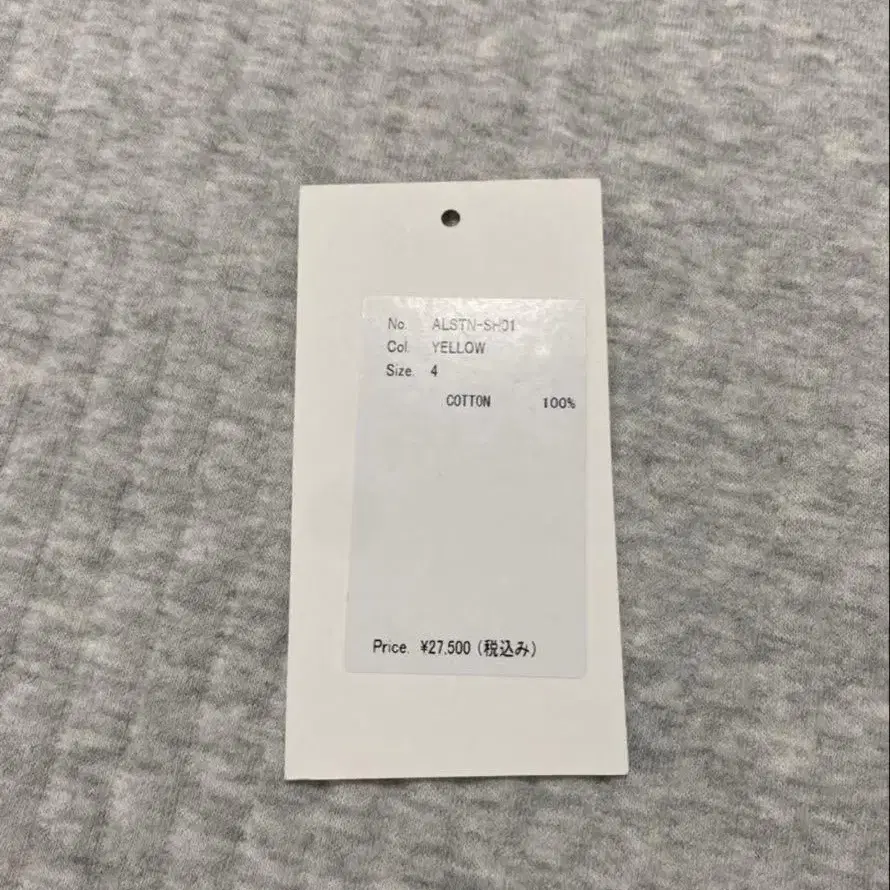 No. ALSTN-SH01
Col. YELLOW
Size. 4
COTTON 100%
Price. ¥27,500 (税込み)